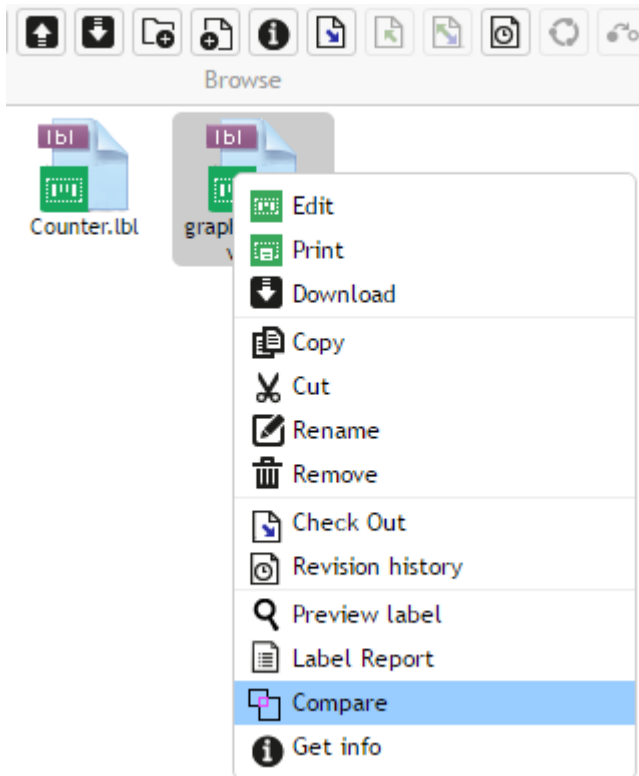 Browse
lbl
lbl
Counter.lbl
grap
Edit
Print
Download
Copy
Cut
Rename
Remove
Check Out
Revision history
Preview label
Label Report
Compare
Get info